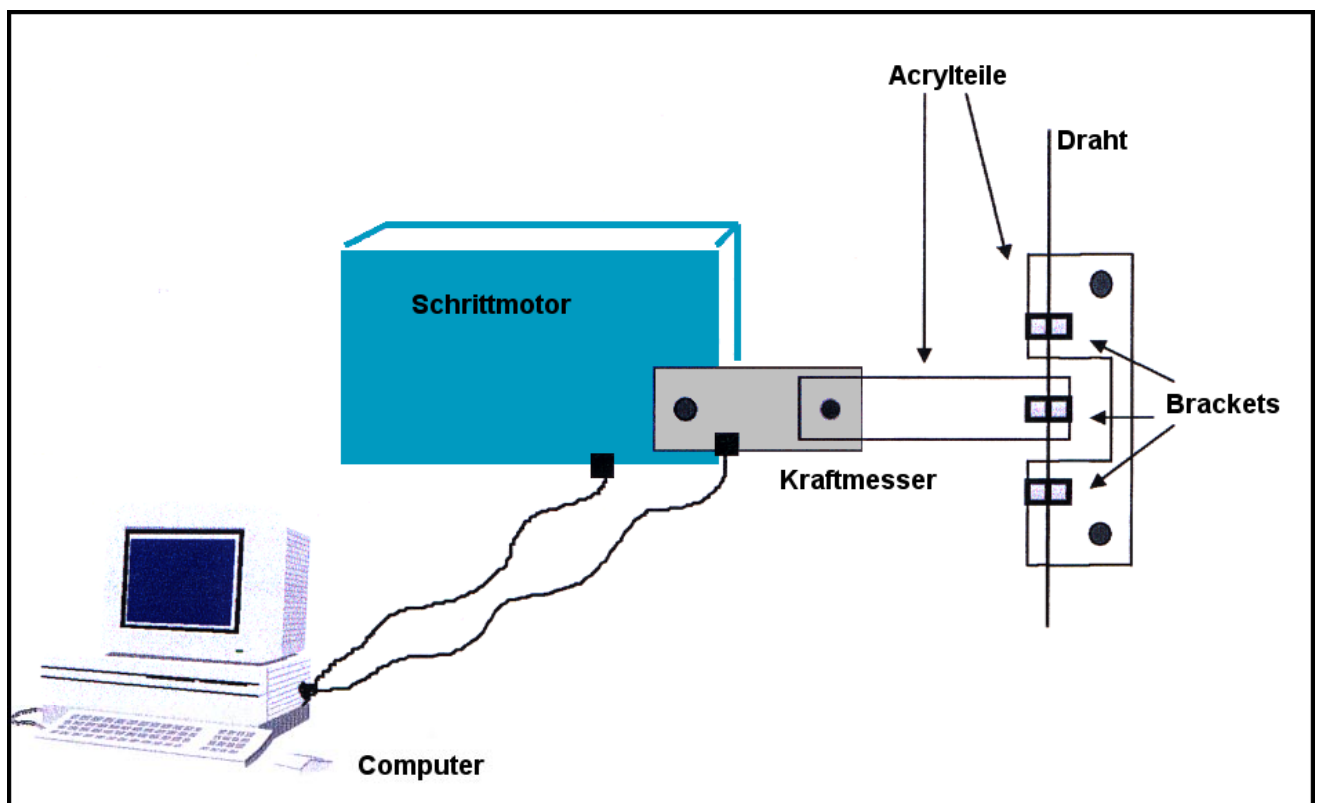 Acrylteile
Draht
Schrittmotor
Brackets
Kraftmesser
Computer